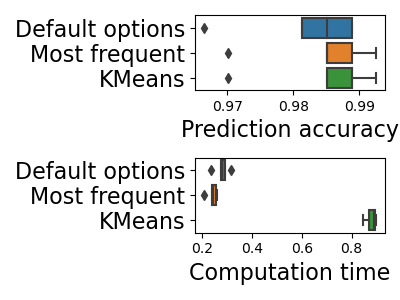 Default options
Most frequent
KMeans
0.97 0.98 0.99
Prediction accuracy
Default options
Most frequent
KMeans
0.2 0.4 0.6 0.8
Computation time